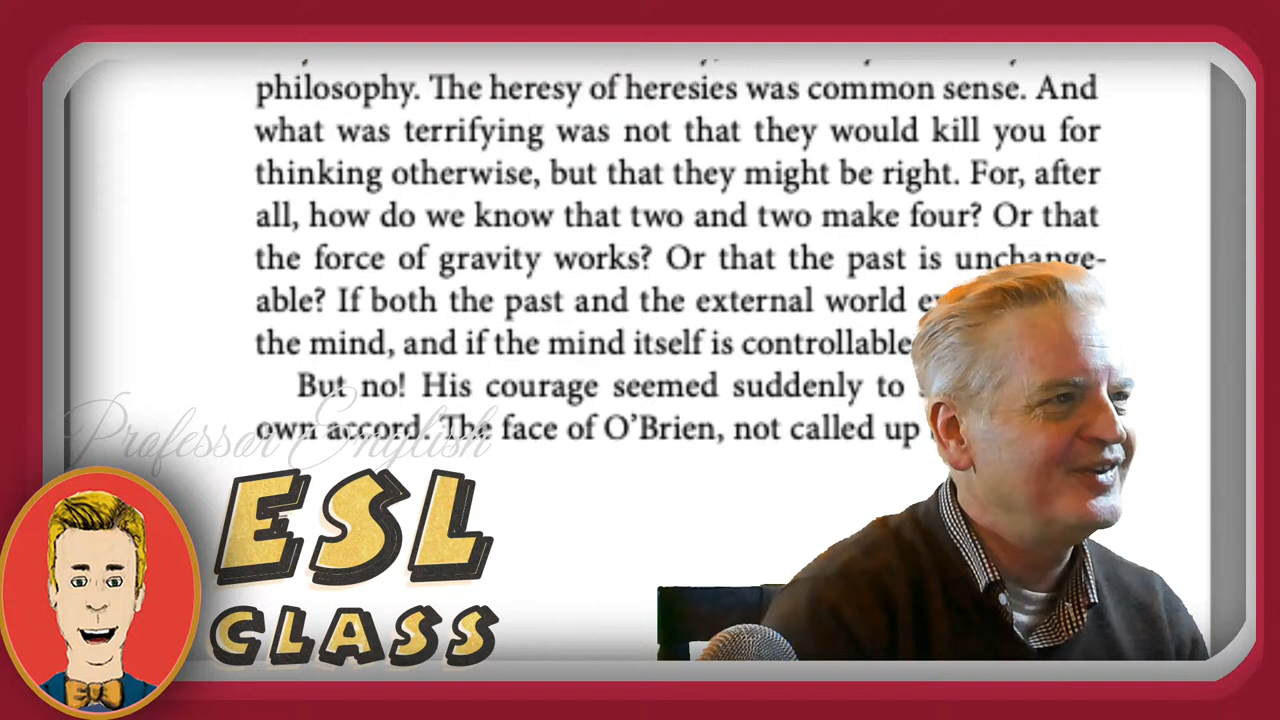 philosophy. The heresy of heresies was common sense. And
what was terrifying was not that they would kill you for
thinking otherwise, but that they might be right. For, after
all, how do we know that two and two make four? Or that
the force of gravity works? Or that the past is unchange-
able? If both the past and the external world
the mind, and if the mind itself is controllable
But no! His courage seemed suddenly to
own accord. The face of O’Brien, not called up
Professor English
ESL
CLASS